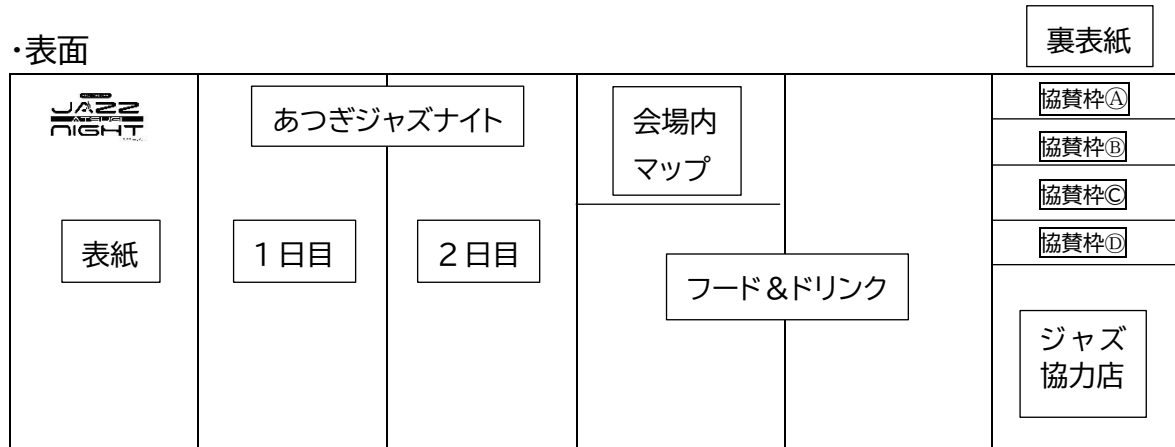 ・表面
裏表紙
JAZZ
ATSUGI
NIGHT
あつぎジャズナイト
会場内
マップ
協賛枠Ⓐ
協賛枠Ⓑ
協賛枠Ⓒ
協賛枠Ⓓ
表紙
1日目
2日目
フード&ドリンク
ジャズ
協力店